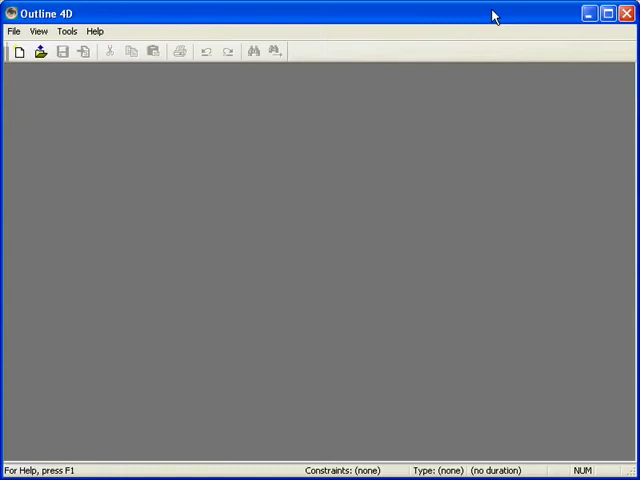 Outline 4D
File View Tools Help
For Help, press F1 Constraints: (none) Type: (none) (no duration) NUM